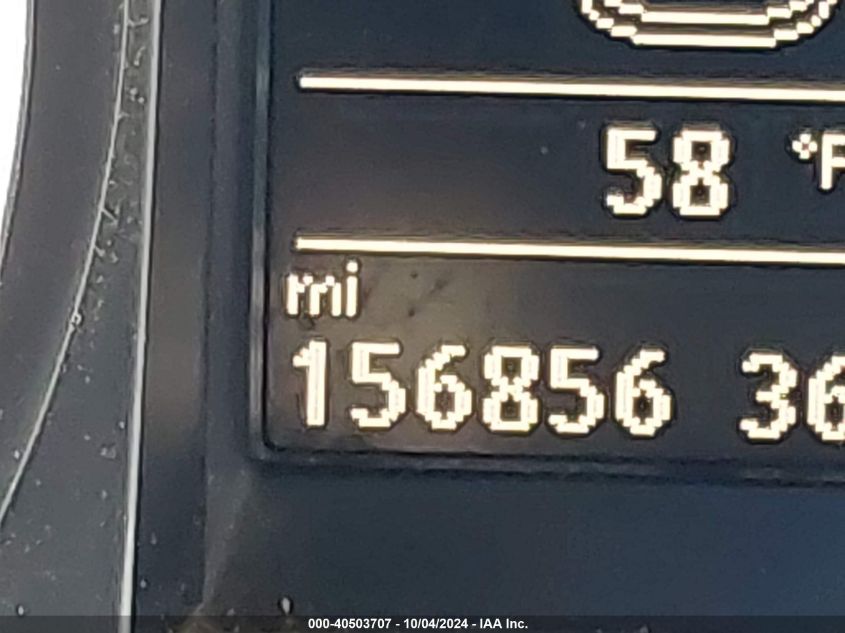 58 °F
mi
156856 36
000-40503707 - 10/04/2024 - IAA Inc.